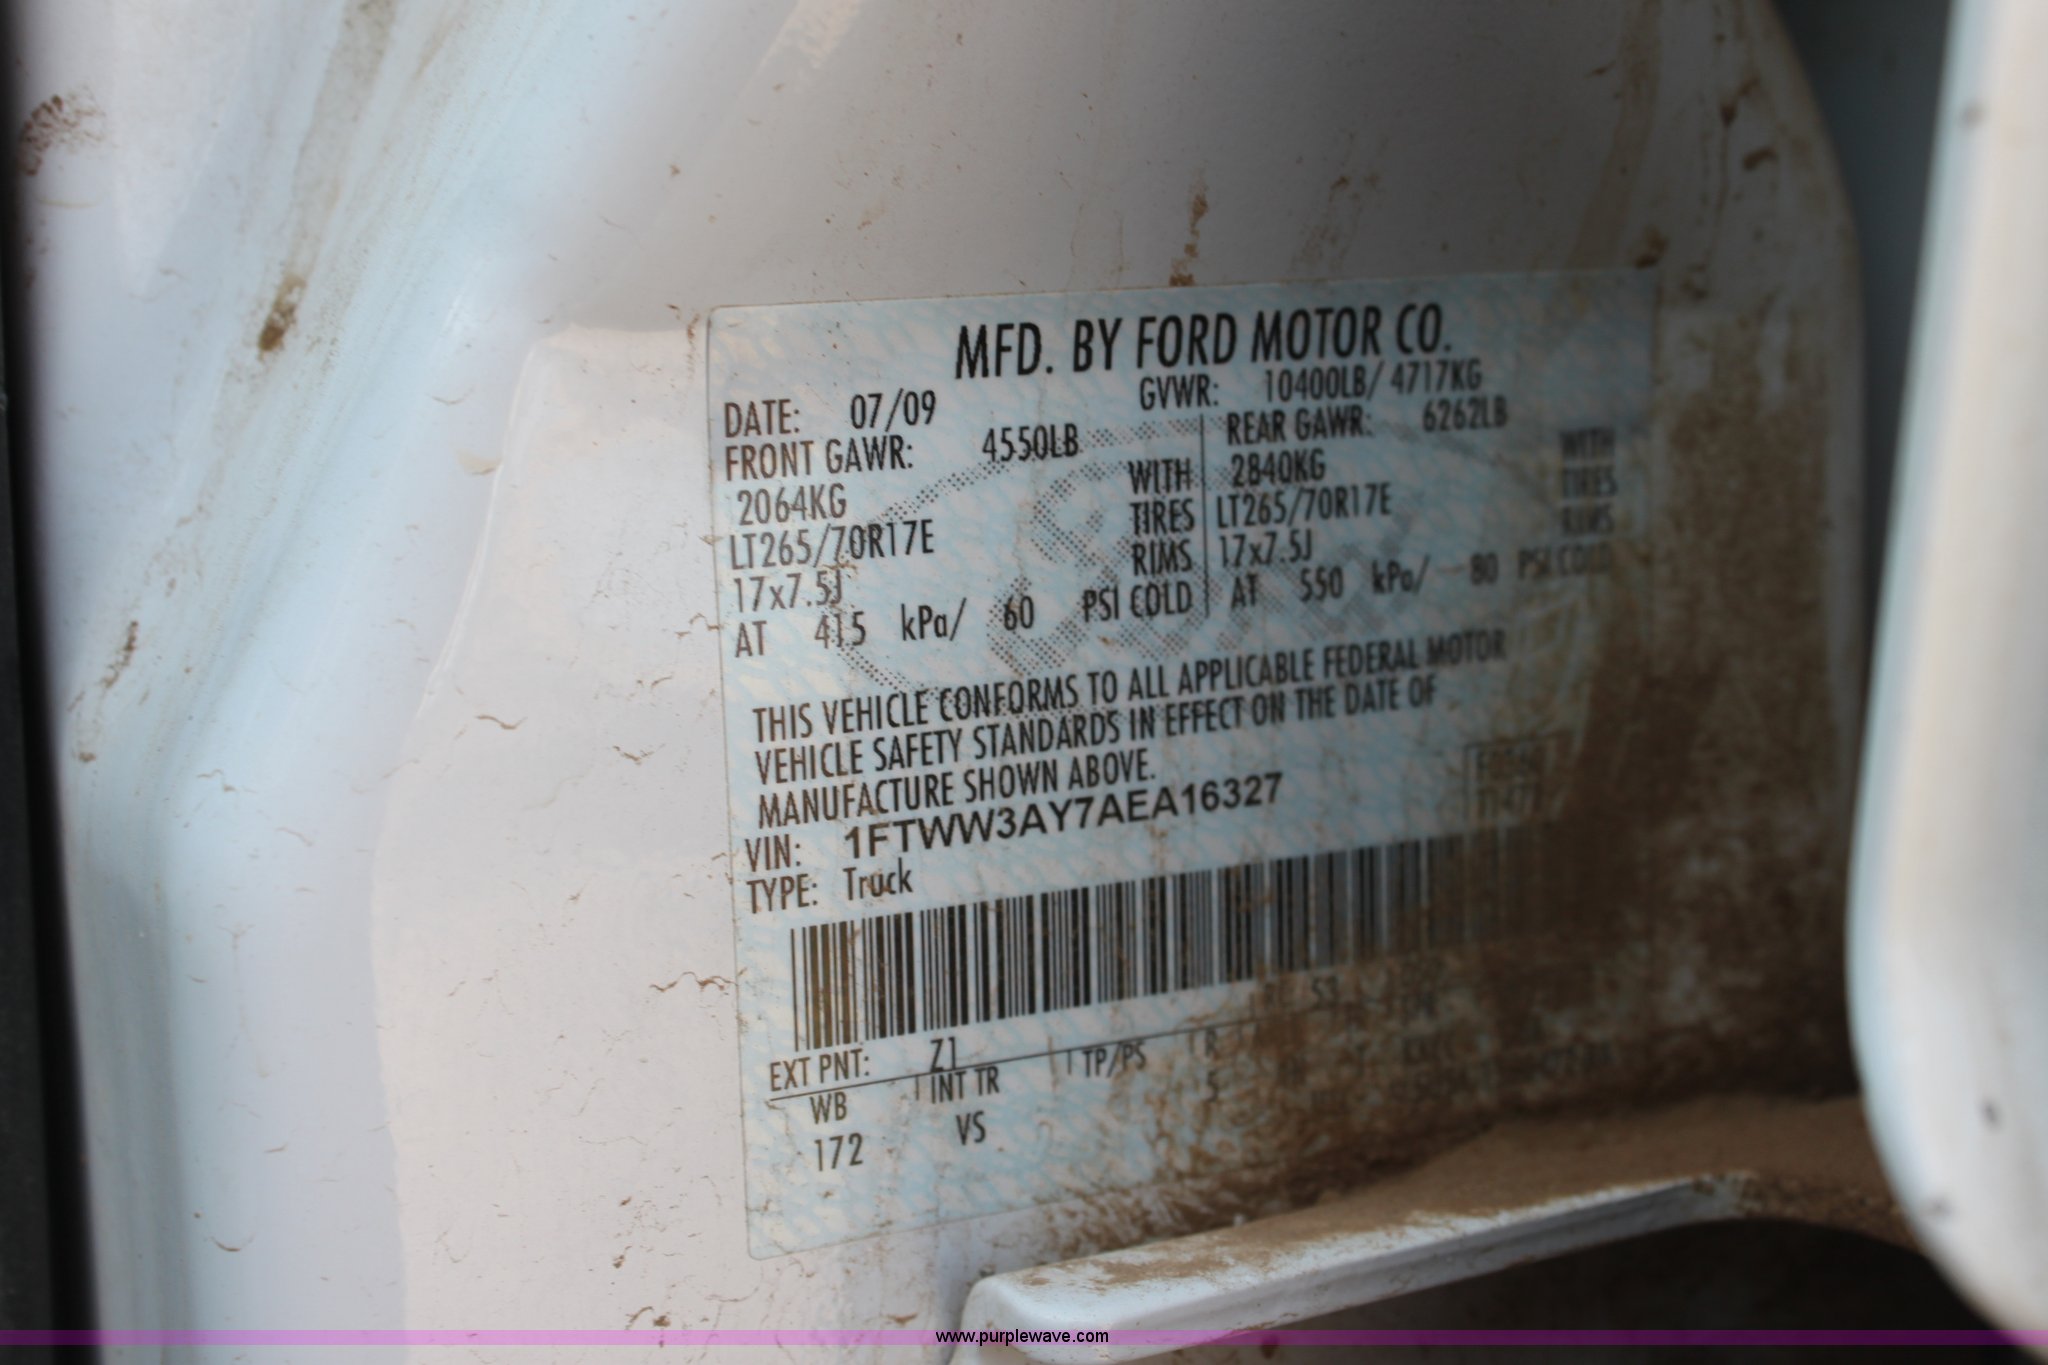 MFD. BY FORD MOTOR CO.
DATE: 07/09 GVWR: 10400LB/ 4717KG
FRONT GAWR: 4550LB REAR GAWR: 6262LB
2064KG WITH 2840KG WITH
LT265/70R17E TIRES LT265/70R17E TIRES
17x7.5J RIMS 17x7.5J RIMS
AT 415 kPa/ 60 PSI COLD AT 550 kPa/ 80 PSI COLD
THIS VEHICLE CONFORMS TO ALL APPLICABLE FEDERAL MOTOR
VEHICLE SAFETY STANDARDS IN EFFECT ON THE DATE OF
MANUFACTURE SHOWN ABOVE.
VIN: 1FTWW3AY7AEA16327
TYPE: Truck
EXT PNT: Z1 53
WB INT TR TP/PS R
172 VS 5
www.purplewave.com